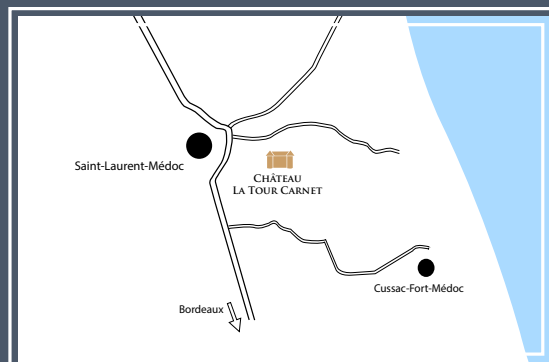 Saint-Laurent-Médoc
CHÂTEAU
LA TOUR CARNET
Cussac-Fort-Médoc
Bordeaux